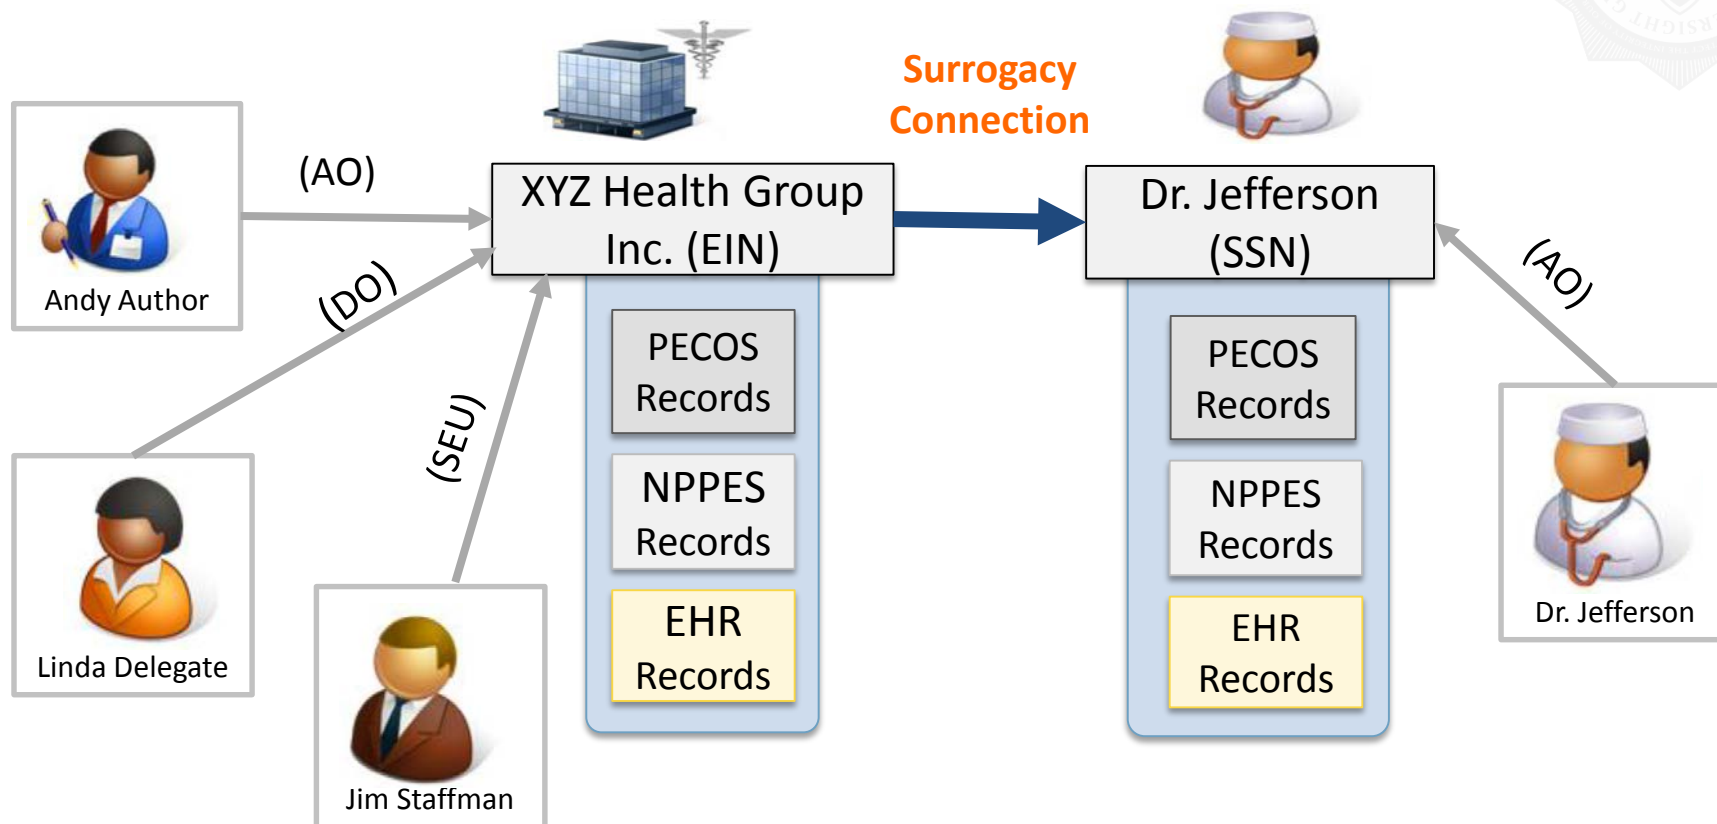 Surrogacy
Connection
(AO)
XYZ Health Group
Inc. (EIN)
Dr. Jefferson
(SSN)
(AO)
Andy Author
(DO)
(SEU)
PECOS
Records
PECOS
Records
NPPES
Records
NPPES
Records
EHR
Records
EHR
Records
Linda Delegate
Jim Staffman
Dr. Jefferson